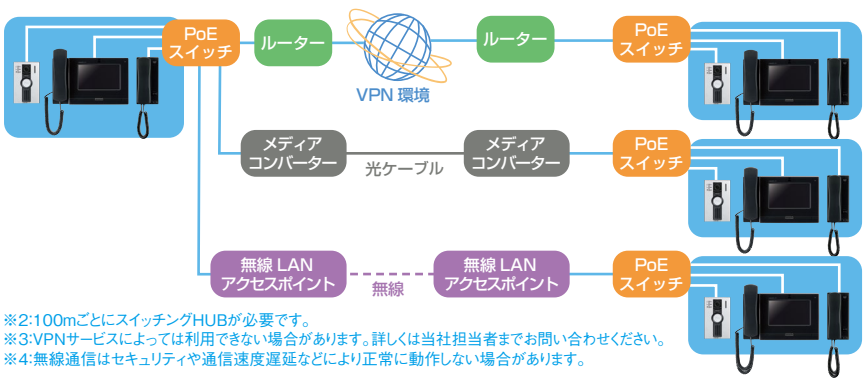 PoE
スイッチ
ルーター
VPN 環境
ルーター
PoE
スイッチ
メディア
コンバーター
光ケーブル
メディア
コンバーター
PoE
スイッチ
無線 LAN
アクセスポイント
無線
無線 LAN
アクセスポイント
PoE
スイッチ
※2:100mごとにスイッチングHUBが必要です。
※3:VPNサービスによっては利用できない場合があります。詳しくは当社担当者までお問い合わせください。
※4:無線通信はセキュリティや通信速度遅延などにより正常に動作しない場合があります。